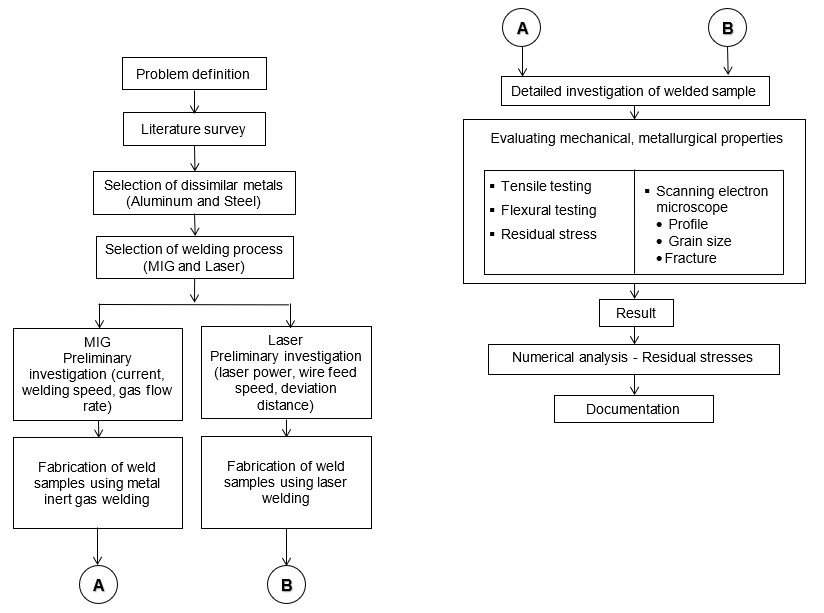 Problem definition
Literature survey
Selection of dissimilar metals
(Aluminum and Steel)
Selection of welding process
(MIG and Laser)
MIG
Preliminary
investigation (current,
welding speed, gas flow
rate)
Laser
Preliminary investigation
(laser power, wire feed
speed, deviation
distance)
Fabrication of weld
samples using metal
inert gas welding
Fabrication of weld
samples using laser
welding
A
B
A
B
Detailed investigation of welded sample
Evaluating mechanical, metallurgical properties
▪ Tensile testing
▪ Flexural testing
▪ Residual stress
▪ Scanning electron
microscope
• Profile
• Grain size
• Fracture
Result
Numerical analysis - Residual stresses
Documentation